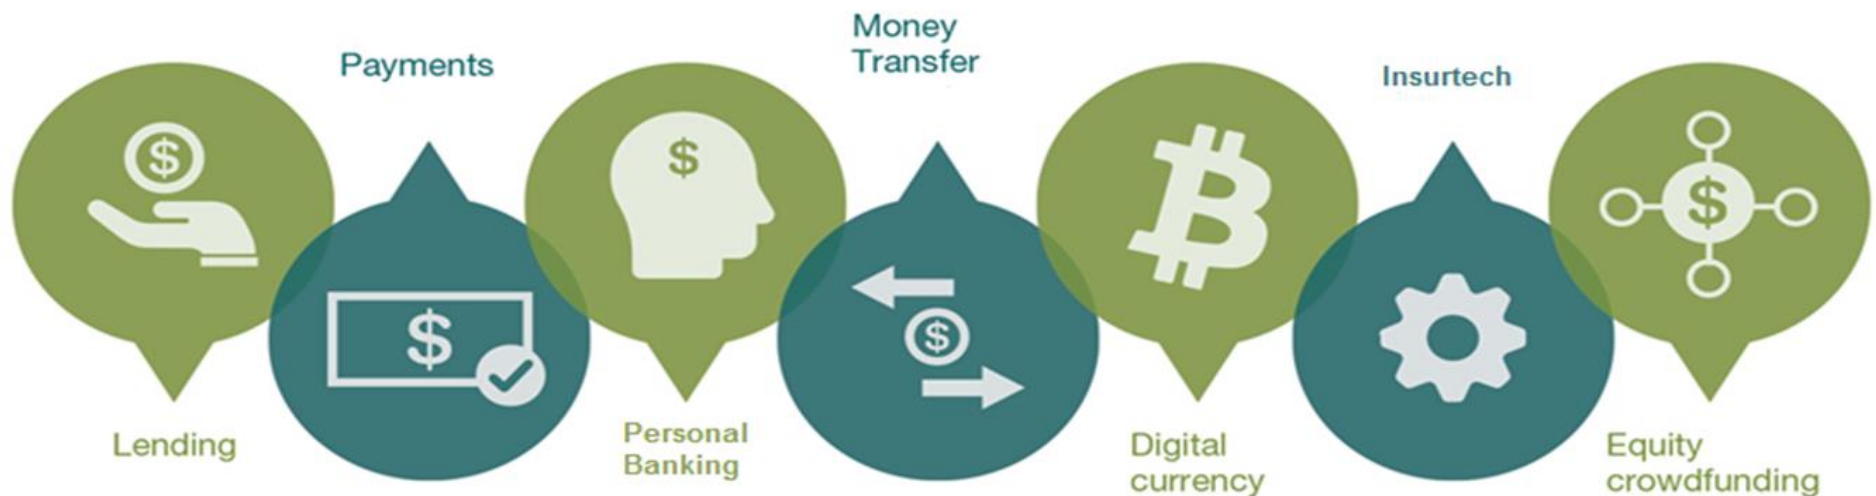 Payments
Money
Transfer
Insurtech
$
$
$
$
$
Lending
Personal
Banking
Digital
currency
Equity
crowdfunding